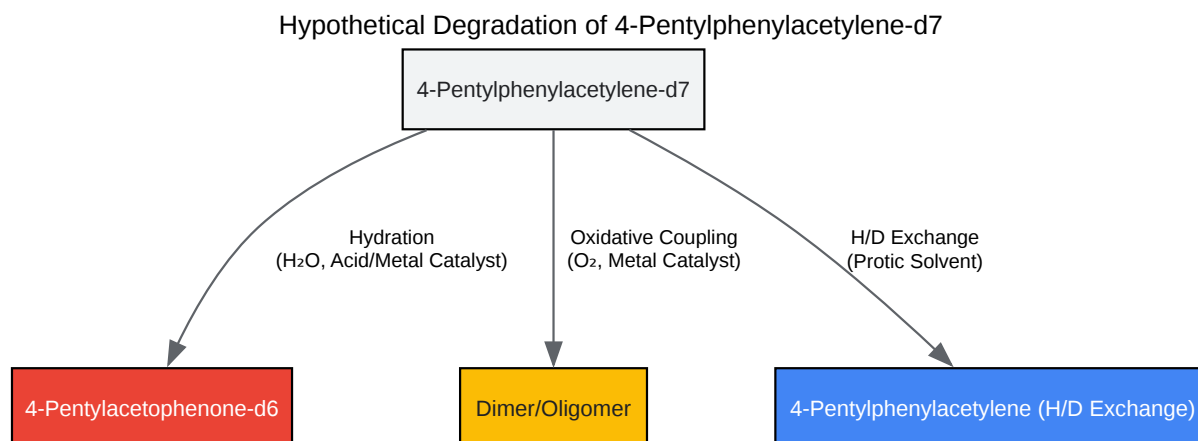 Hypothetical Degradation of 4-Pentylphenylacetylene-d7
4-Pentylphenylacetylene-d7
Hydration
(H₂O, Acid/Metal Catalyst)
Oxidative Coupling
(O₂, Metal Catalyst)
H/D Exchange
(Protic Solvent)
4-Pentylacetophenone-d6
Dimer/Oligomer
4-Pentylphenylacetylene (H/D Exchange)